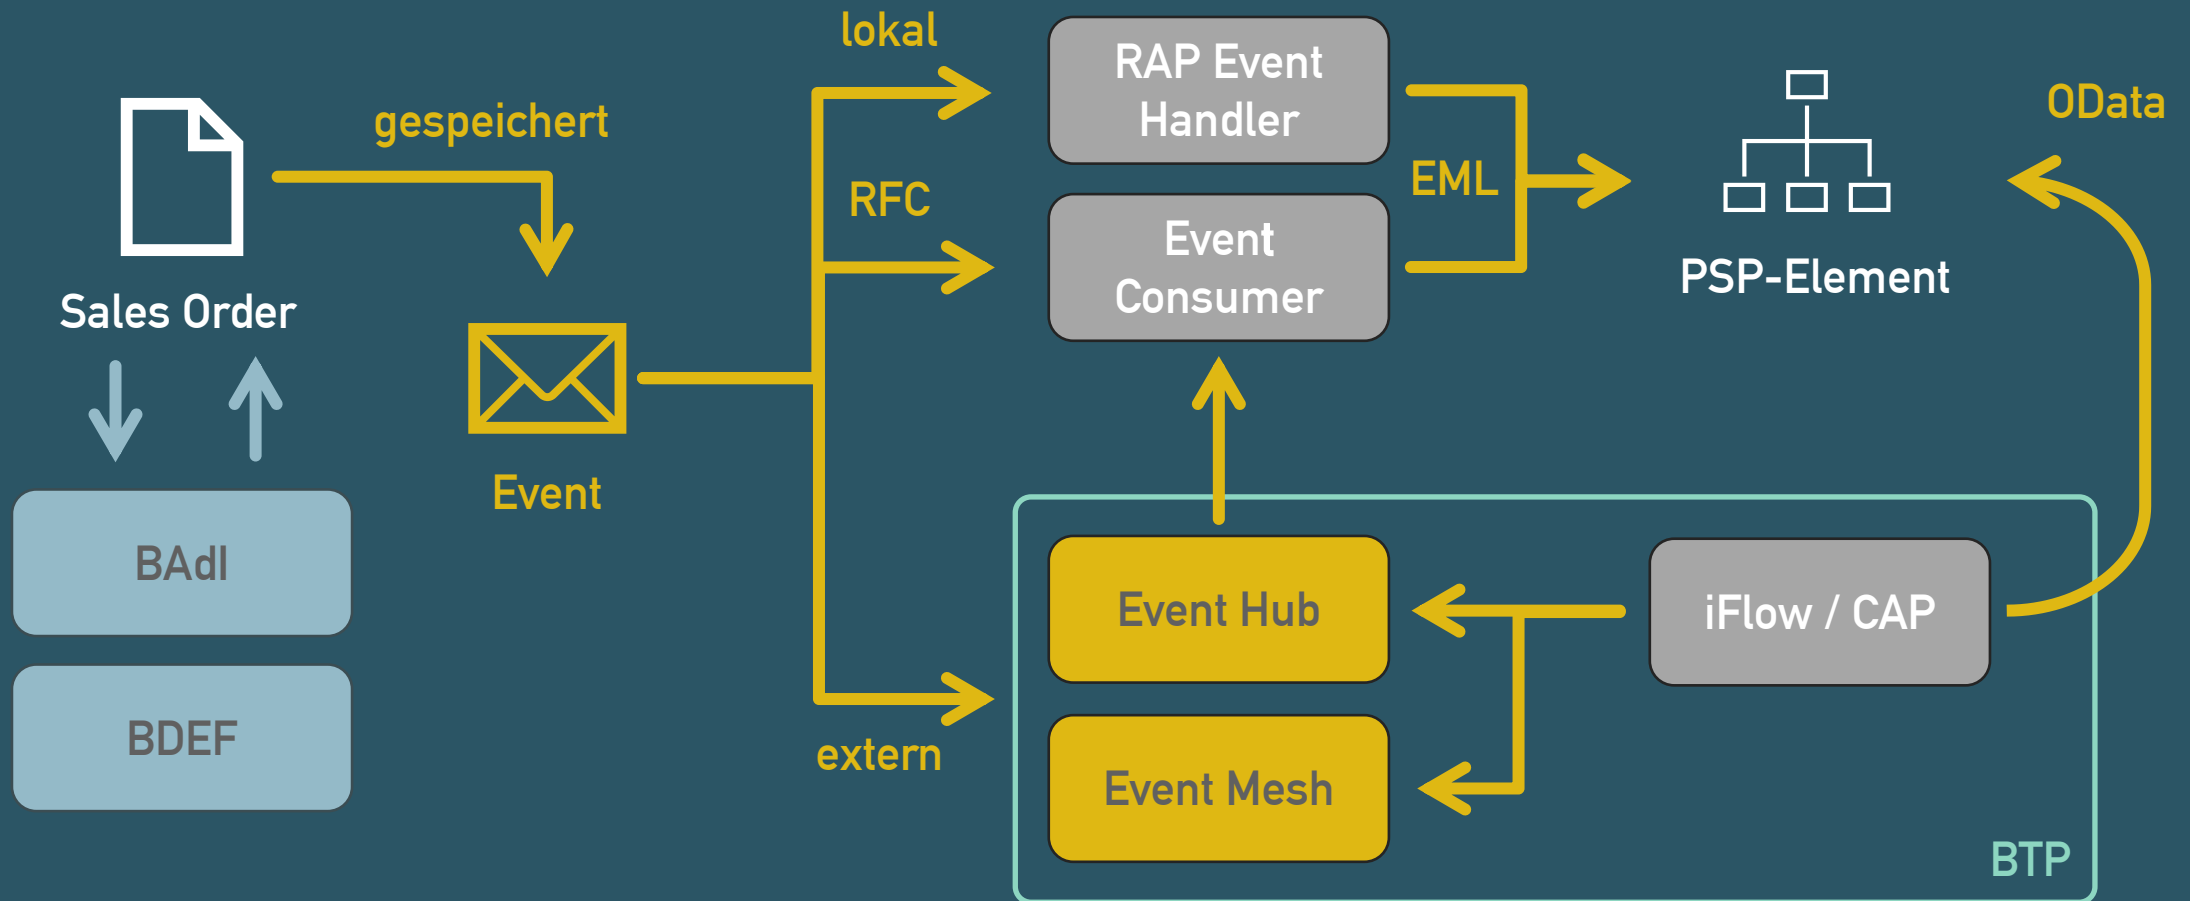 lokal
RAP Event
Handler
OData
gespeichert
RFC
EML
Event
Consumer
PSP-Element
Sales Order
Event
BAdI
Event Hub
iFlow / CAP
BDEF
extern
Event Mesh
BTP